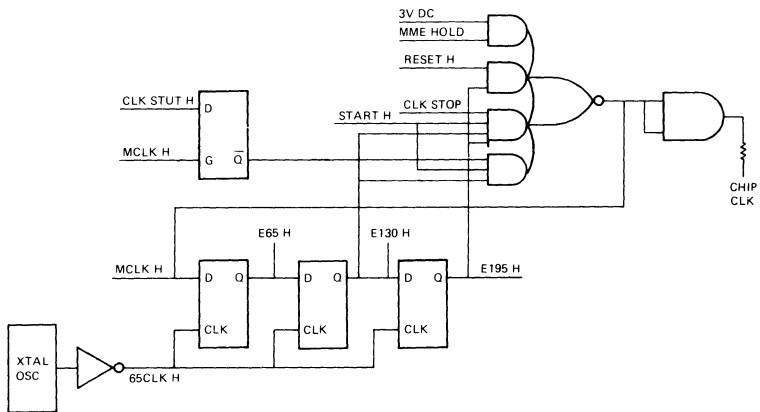 3V DC
MME HOLD
RESET H
CLK STOP
START H
CLK STUT H
D
MCLK H
G
Q
CHIP
CLK
E65 H
E130 H
MCLK H
D
Q
D
Q
D
Q
E195 H
CLK
CLK
CLK
XTAL
OSC
65CLK H